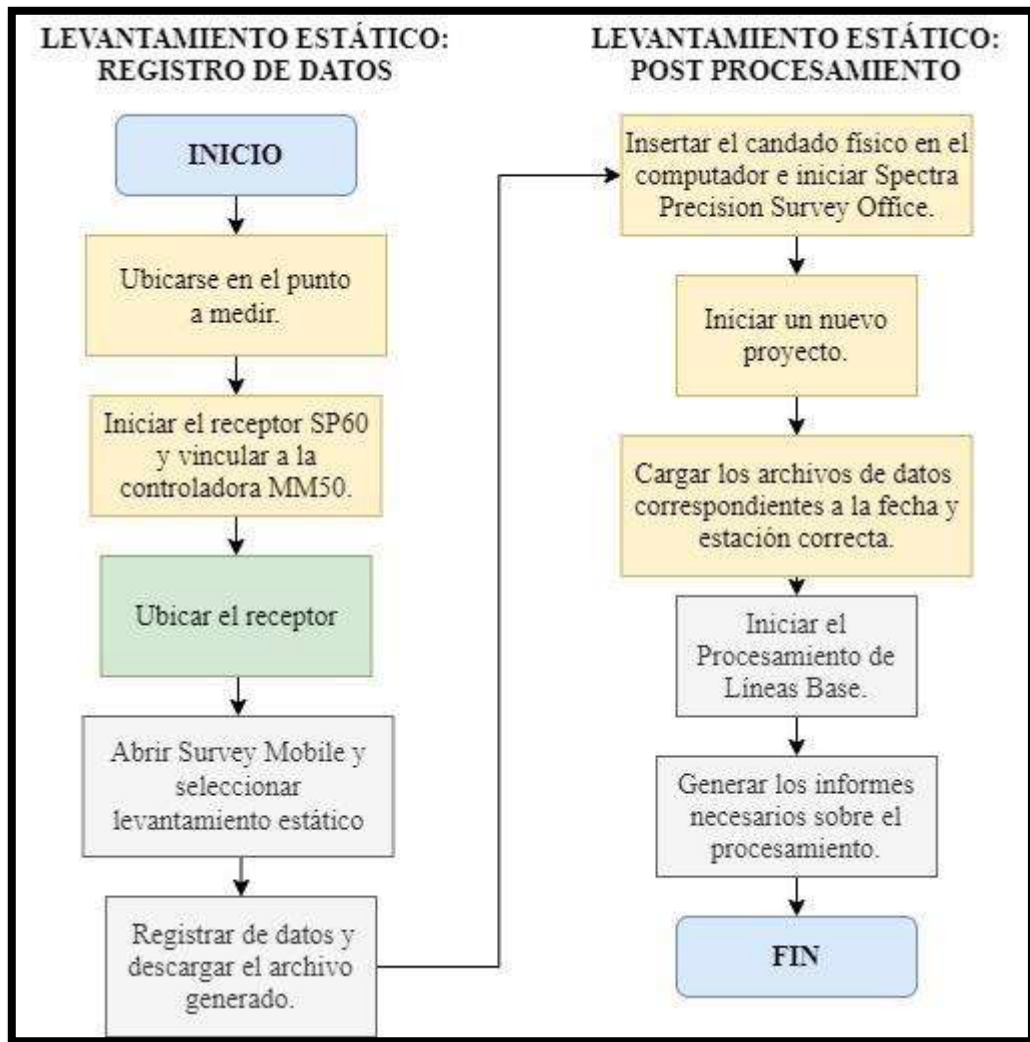 LEVANTAMIENTO ESTÁTICO:
REGISTRO DE DATOS
INICIO
Ubicarse en el punto
a medir.
Iniciar el receptor SP60
y vincular a la
controladora MM50.
Ubicar el receptor
Abrir Survey Mobile y
seleccionar
levantamiento estático
Registrar de datos y
descargar el archivo
generado.
LEVANTAMIENTO ESTÁTICO:
POST PROCESAMIENTO
Insertar el candado físico en el
computador e iniciar Spectra
Precision Survey Office.
Iniciar un nuevo
proyecto.
Cargar los archivos de datos
correspondientes a la fecha y
estación correcta.
Iniciar el
Procesamiento de
Líneas Base.
Generar los informes
necesarios sobre el
procesamiento.
FIN